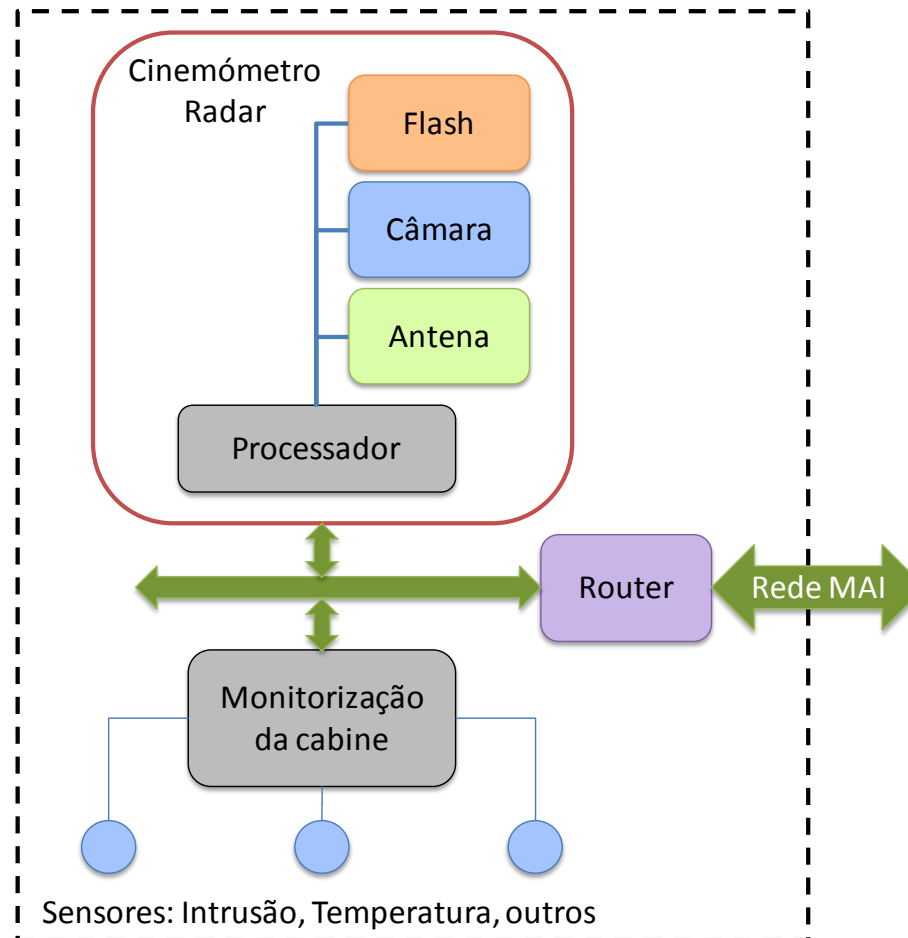 Cinemómetro
Radar
Flash
Câmara
Antena
Processador
Router
Rede MAI
Monitorização
da cabine
Sensores: Intrusão, Temperatura, outros